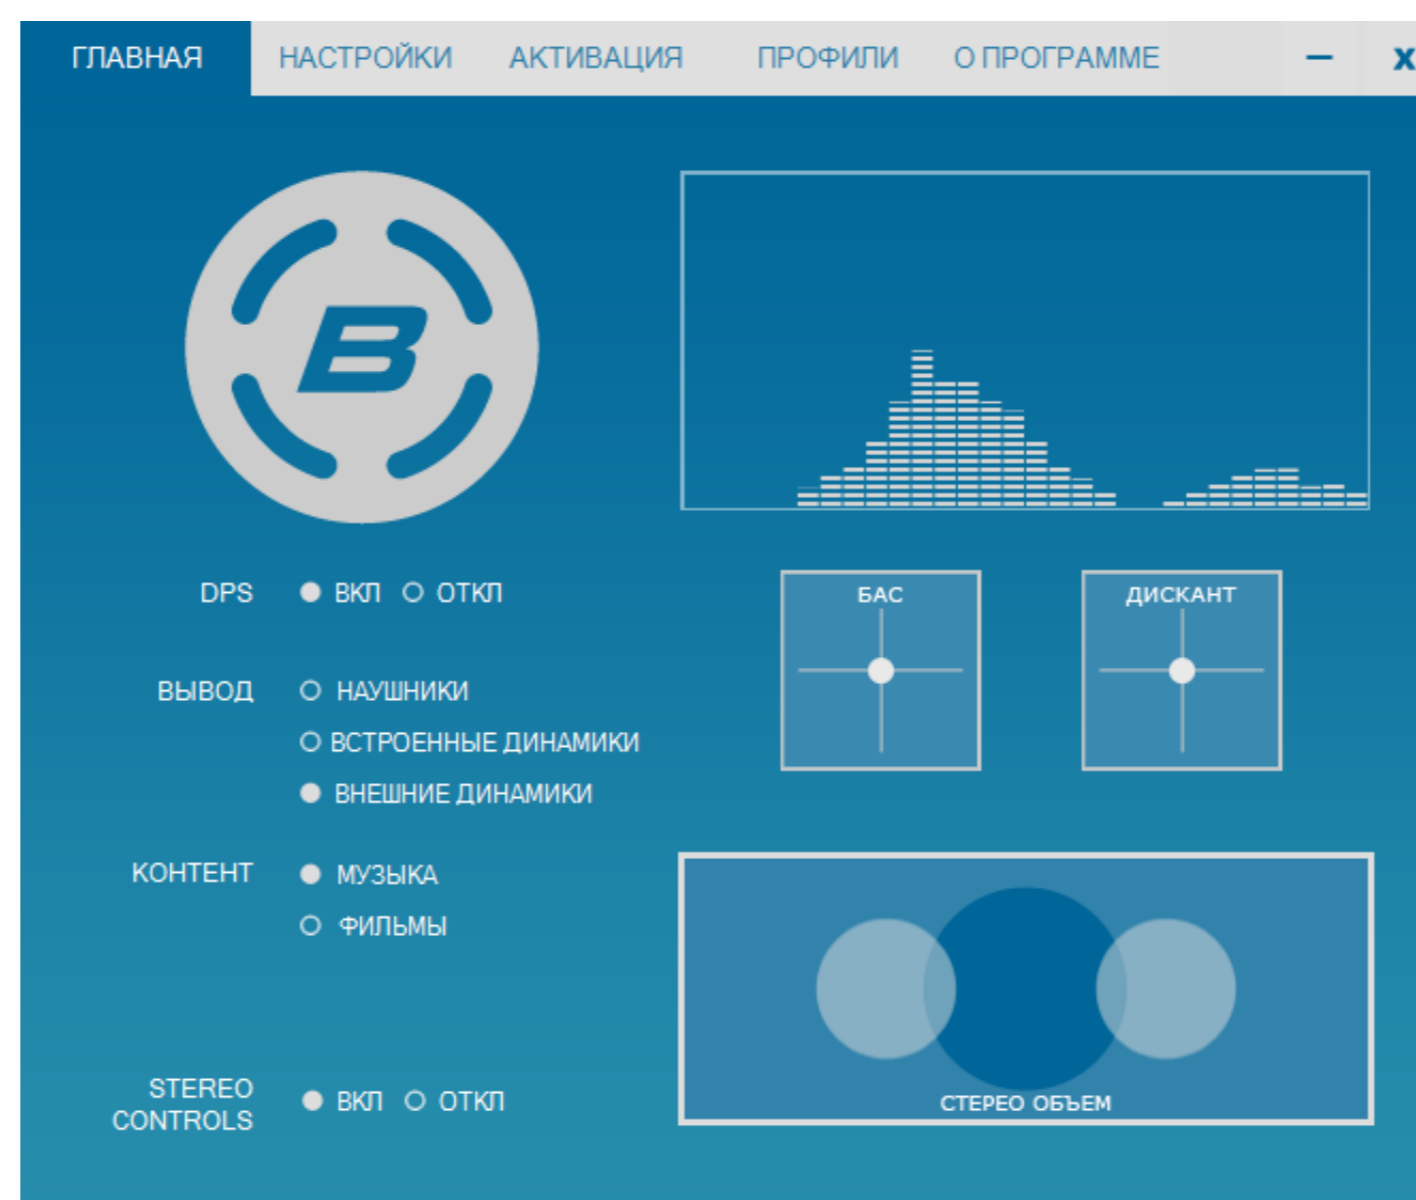 ГЛАВНАЯ НАСТРОЙКИ АКТИВАЦИЯ ПРОФИЛИ О ПРОГРАММЕ – x
B
DPS ВКЛ ОТКЛ
БАС ДИСКАНТ
ВЫВОД НАУШНИКИ
ВСТРОЕННЫЕ ДИНАМИКИ
ВНЕШНИЕ ДИНАМИКИ
КОНТЕНТ МУЗЫКА
ФИЛЬМЫ
STEREO
CONTROLS ВКЛ ОТКЛ
СТЕРЕО ОБЪЕМ